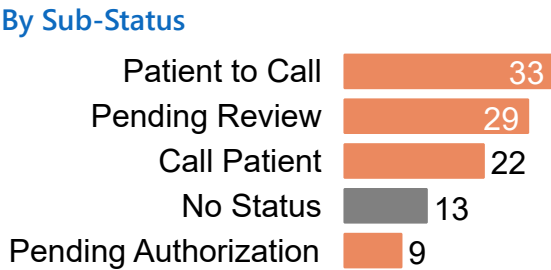 By Sub-Status
Patient to Call 33
Pending Review 29
Call Patient 22
No Status 13
Pending Authorization 9